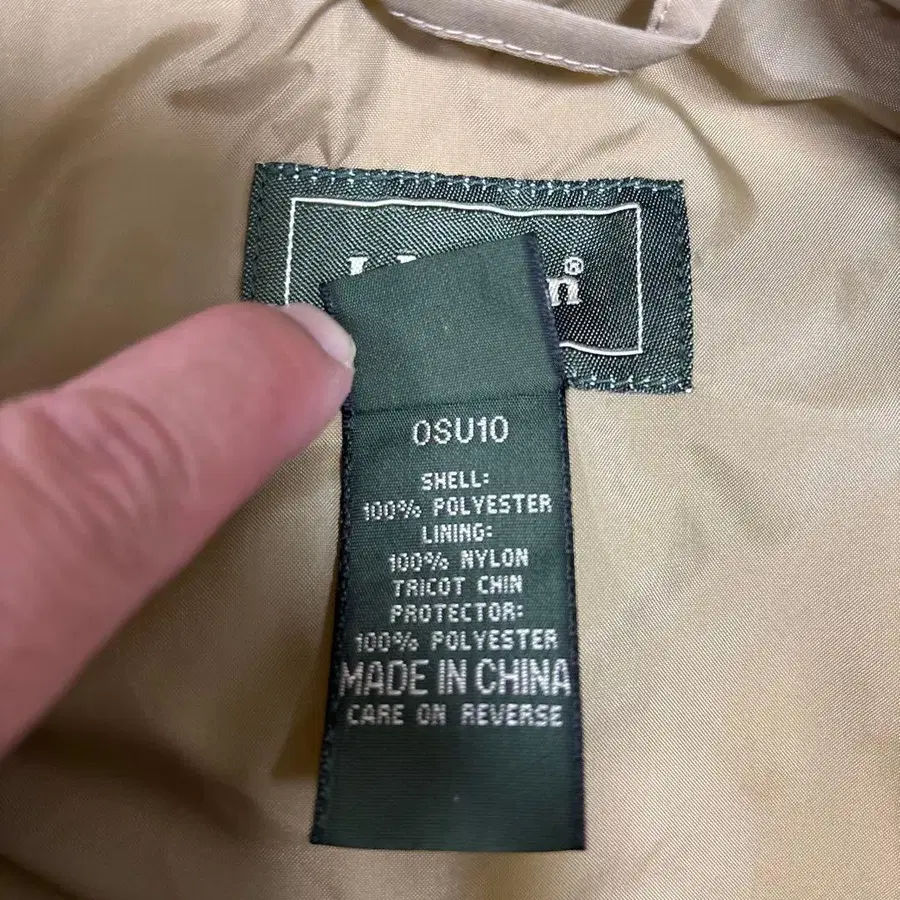 ®
0SU10
SHELL:
100% POLYESTER
LINING:
100% NYLON
TRICOT CHIN
PROTECTOR:
100% POLYESTER
MADE IN CHINA
CARE ON REVERSE